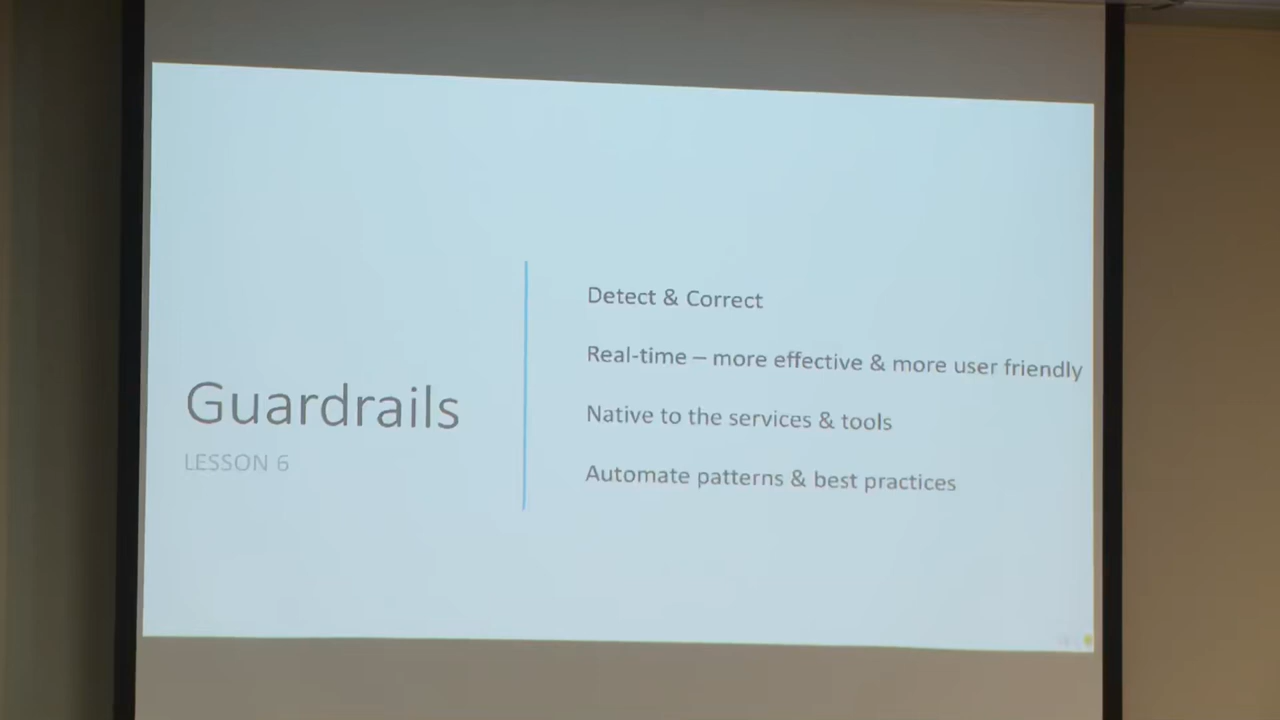 Guardrails
LESSON 6
Detect & Correct
Real-time – more effective & more user friendly
Native to the services & tools
Automate patterns & best practices